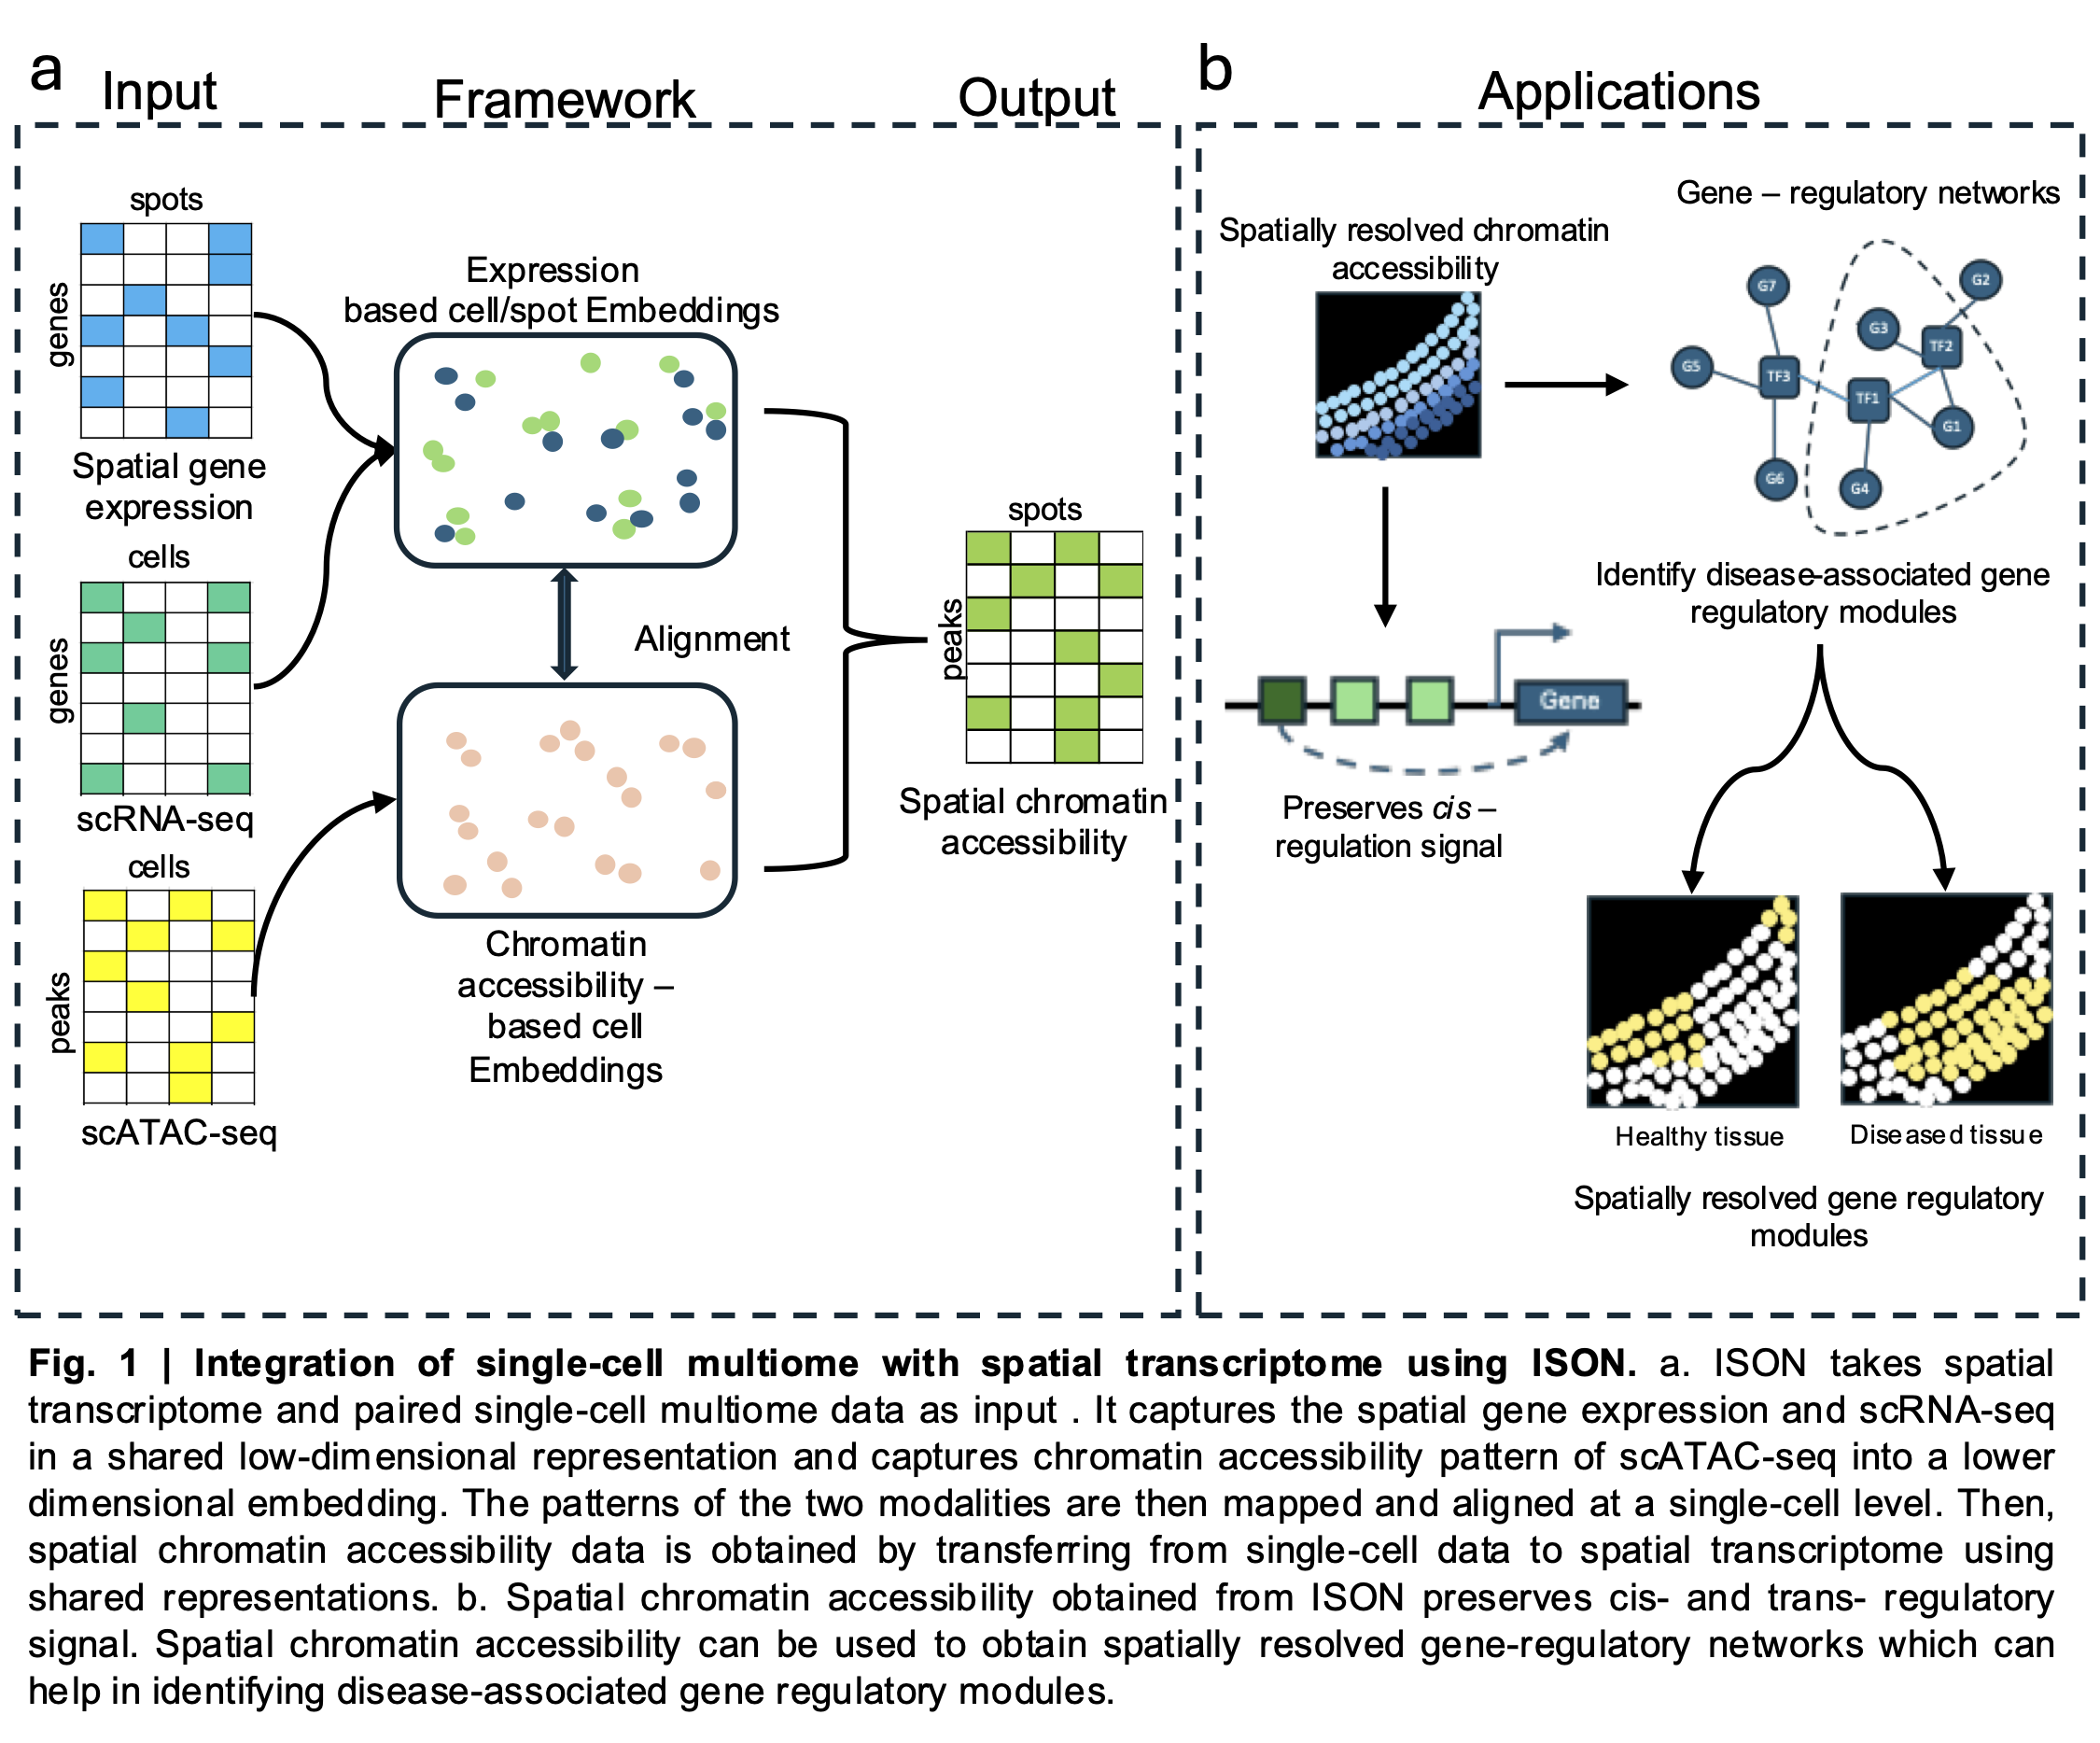 a
Input
Framework
Output
spots
genes
Spatial gene
expression
cells
genes
scRNA-seq
cells
peaks
scATAC-seq
Expression
based cell/spot Embeddings
Alignment
Chromatin
accessibility –
based cell
Embeddings
spots
peaks
Spatial chromatin
accessibility
b
Applications
Spatially resolved chromatin
accessibility
Gene – regulatory networks
G7
G2
G3
TF2
G5
TF3
TF1
G1
G6
G4
Identify disease-associated gene
regulatory modules
Gene
Preserves cis –
regulation signal
Healthy tissue
Diseased tissue
Spatially resolved gene regulatory
modules
Fig. 1 | Integration of single-cell multiome with spatial transcriptome using ISON. a. ISON takes spatial
transcriptome and paired single-cell multiome data as input . It captures the spatial gene expression and scRNA-seq
in a shared low-dimensional representation and captures chromatin accessibility pattern of scATAC-seq into a lower
dimensional embedding. The patterns of the two modalities are then mapped and aligned at a single-cell level. Then,
spatial chromatin accessibility data is obtained by transferring from single-cell data to spatial transcriptome using
shared representations. b. Spatial chromatin accessibility obtained from ISON preserves cis- and trans- regulatory
signal. Spatial chromatin accessibility can be used to obtain spatially resolved gene-regulatory networks which can
help in identifying disease-associated gene regulatory modules.